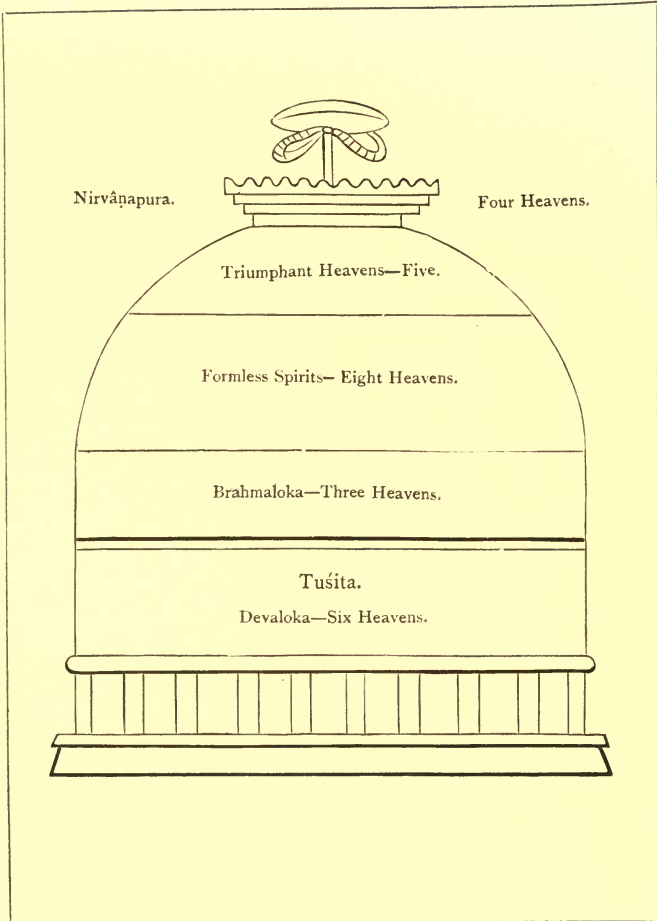 Nirvâṇapura.
Four Heavens.
Triumphant Heavens—Five.
Formless Spirits— Eight Heavens.
Brahmaloka—Three Heavens.
Tuśita.
Devaloka—Six Heavens.